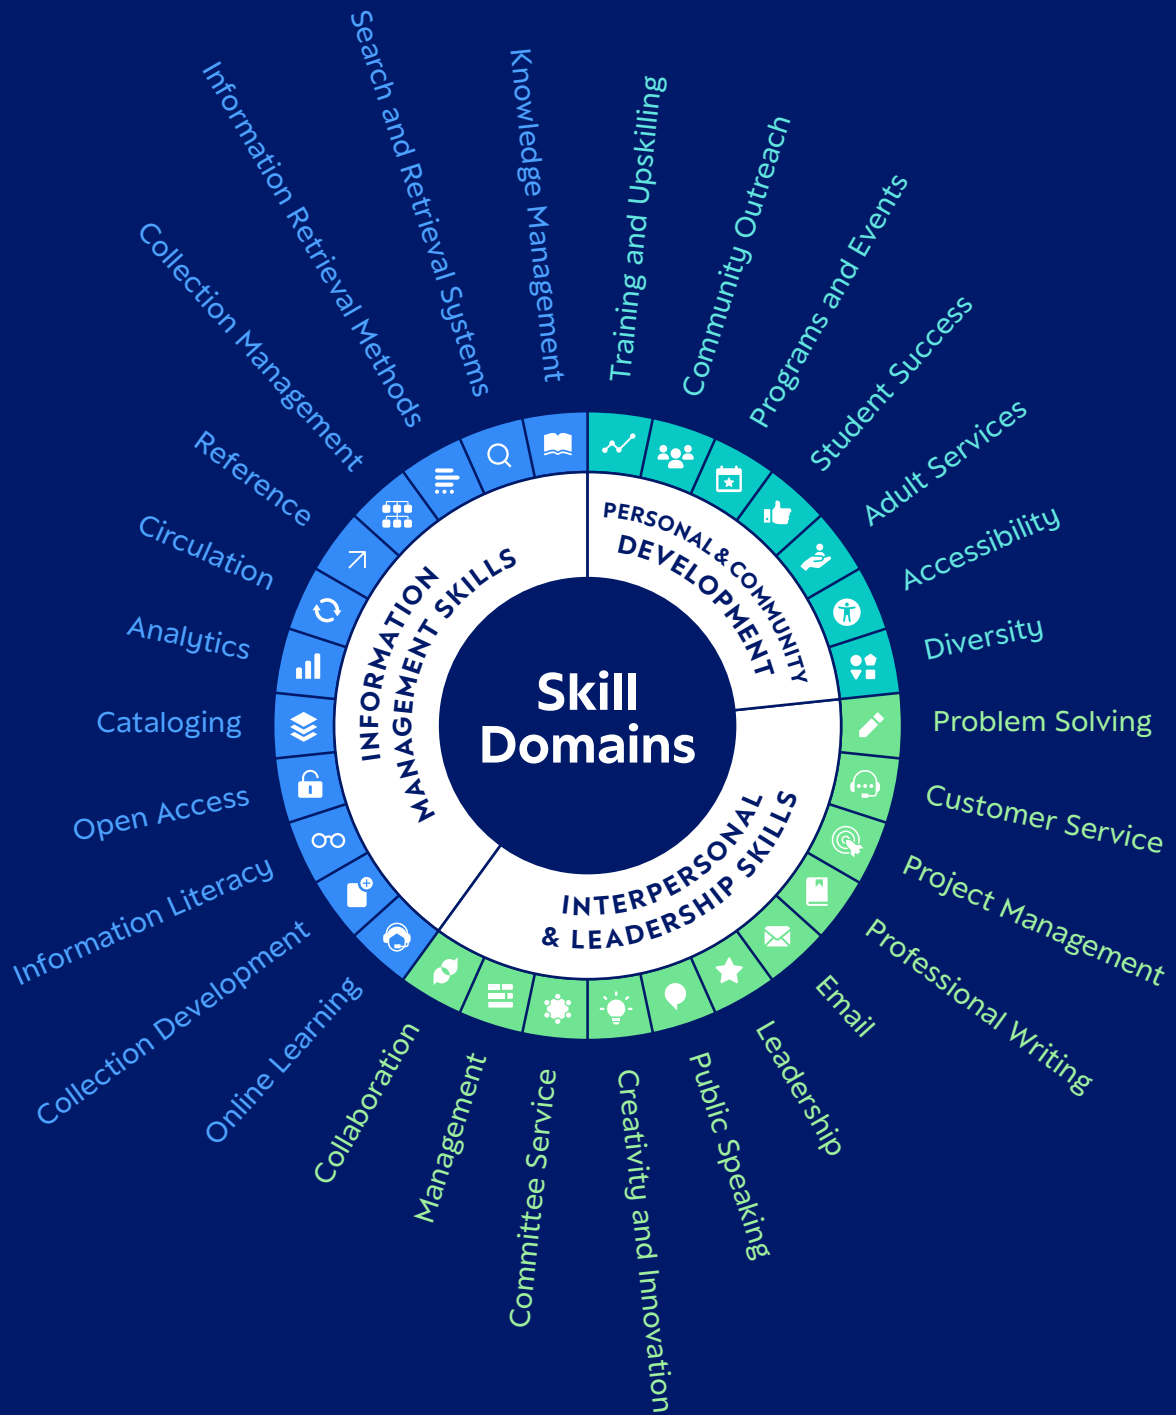 Skill
Domains
PERSONAL & COMMUNITY
DEVELOPMENT
Training and Upskilling
Community Outreach
Programs and Events
Student Success
Adult Services
Accessibility
Diversity
INTERPERSONAL
& LEADERSHIP SKILLS
Problem Solving
Customer Service
Project Management
Professional Writing
Email
Leadership
Public Speaking
Creativity and Innovation
Committee Service
Management
Collaboration
INFORMATION
MANAGEMENT SKILLS
Online Learning
Collection Development
Information Literacy
Open Access
Cataloging
Analytics
Circulation
Reference
Collection Management
Information Retrieval Methods
Search and Retrieval Systems
Knowledge Management